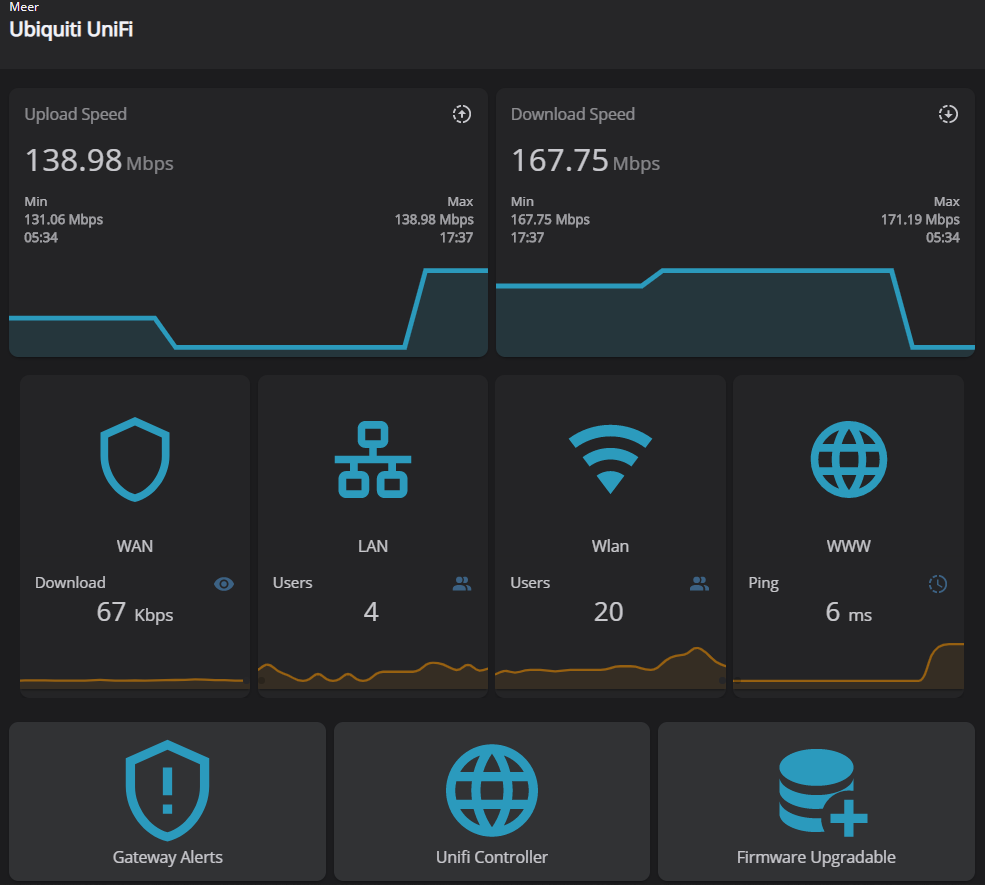 Meer
Ubiquiti UniFi
Upload Speed
138.98 Mbps
Min
Max
131.06 Mbps
138.98 Mbps
05:34
17:37
Download Speed
167.75 Mbps
Min
Max
167.75 Mbps
171.19 Mbps
17:37
05:34
WAN
Download
67 Kbps
LAN
Users
4
Wlan
Users
20
WWW
Ping
6 ms
Gateway Alerts
Unifi Controller
Firmware Upgradable